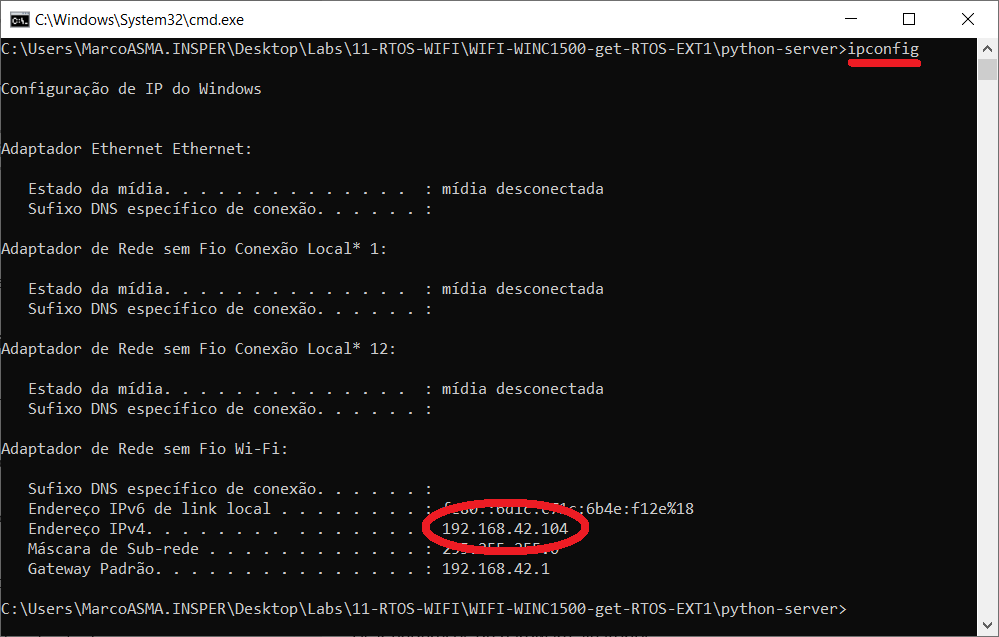 C:\Windows\System32\cmd.exe
C:\Users\MarcoASMA.INSPER\Desktop\Labs\11-RTOS-WIFI\WIFI-WINC1500-get-RTOS-EXT1\python-server>ipconfig
Configuração de IP do Windows
Adaptador Ethernet Ethernet:
Estado da mídia. . . . . . . . . . . . . . : mídia desconectada
Sufixo DNS específico de conexão. . . . . . :
Adaptador de Rede sem Fio Conexão Local* 1:
Estado da mídia. . . . . . . . . . . . . . : mídia desconectada
Sufixo DNS específico de conexão. . . . . . :
Adaptador de Rede sem Fio Conexão Local* 12:
Estado da mídia. . . . . . . . . . . . . . : mídia desconectada
Sufixo DNS específico de conexão. . . . . . :
Adaptador de Rede sem Fio Wi-Fi:
Sufixo DNS específico de conexão. . . . . . :
Endereço IPv6 de link local . . . . . . . . :
Endereço IPv4. . . . . . . . . . . . . . . : 192.168.42.104
Máscara de Sub-rede . . . . . . . . . . . . :
Gateway Padrão. . . . . . . . . . . . . . . : 192.168.42.1
C:\Users\MarcoASMA.INSPER\Desktop\Labs\11-RTOS-WIFI\WIFI-WINC1500-get-RTOS-EXT1\python-server>